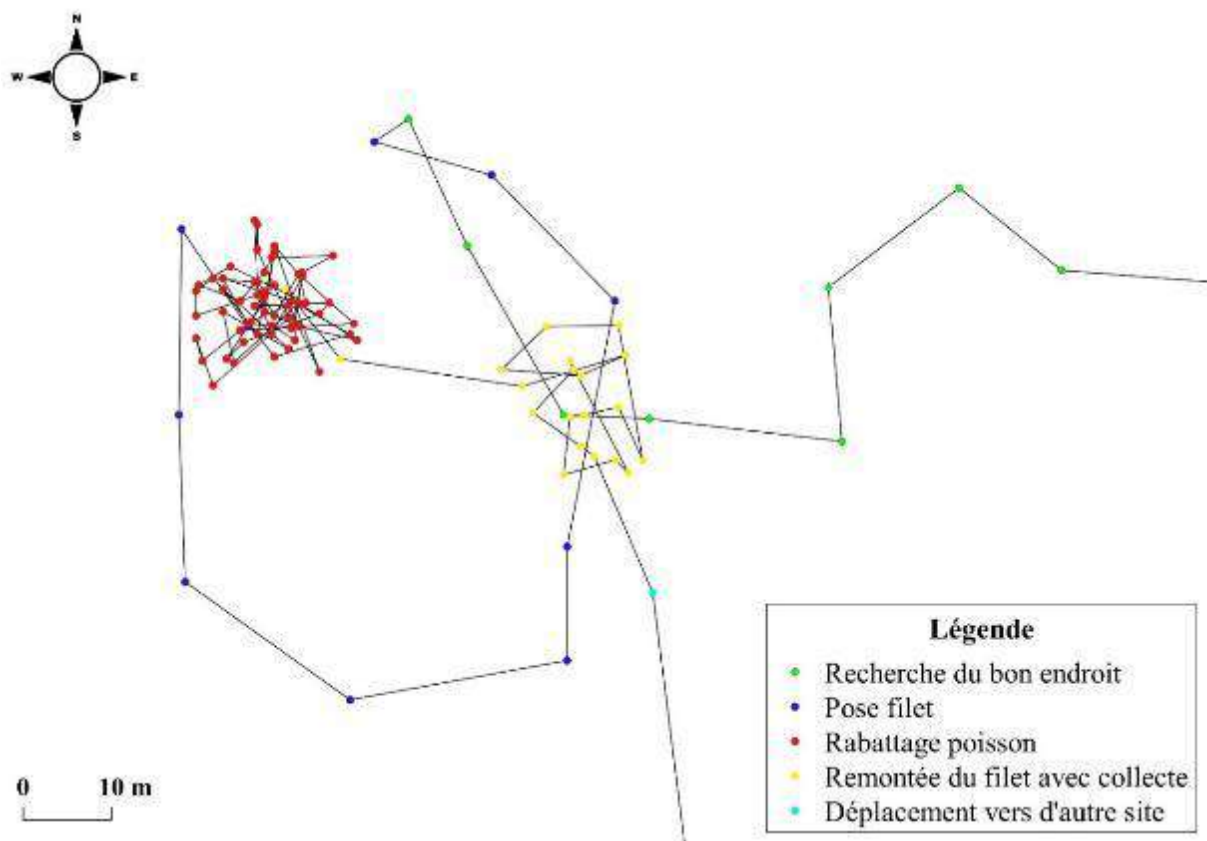 N
W E
S
Légende
Recherche du bon endroit
Pose filet
Rabattage poisson
Remontée du filet avec collecte
Déplacement vers d'autre site
0 10 m